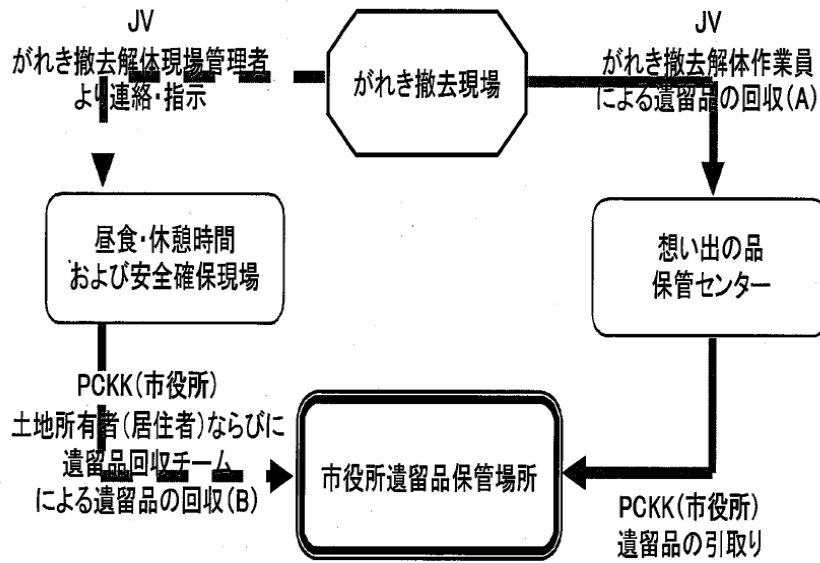 JV
がれき撤去解体現場管理者
より連絡・指示
がれき撤去現場
JV
がれき撤去解体作業員
による遺留品の回収(A)
昼食・休憩時間
および安全確保現場
想い出の品
保管センター
PCKK(市役所)
土地所有者(居住者)ならびに
遺留品回収チーム
による遺留品の回収(B)
市役所遺留品保管場所
PCKK(市役所)
遺留品の引取り